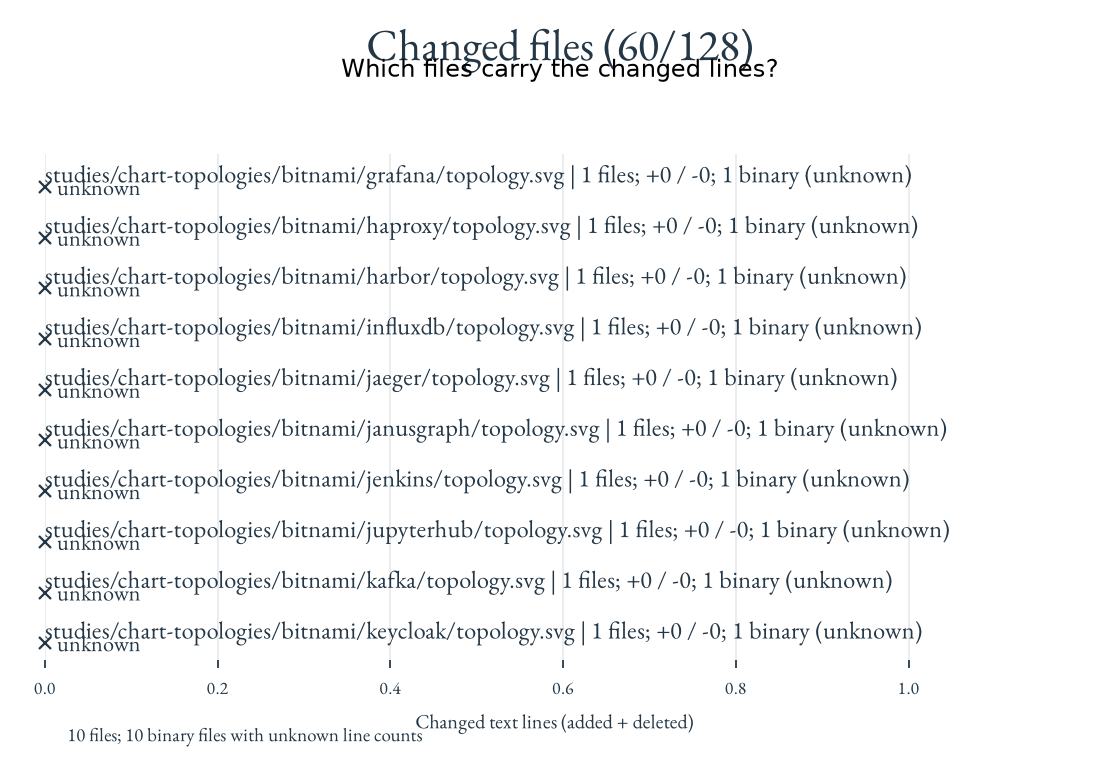 Changed files (60/128)
Which files carry the changed lines?
studies/chart-topologies/bitnami/grafana/topology.svg | 1 files; +0 / -0; 1 binary (unknown)
unknown
studies/chart-topologies/bitnami/haproxy/topology.svg | 1 files; +0 / -0; 1 binary (unknown)
unknown
studies/chart-topologies/bitnami/harbor/topology.svg | 1 files; +0 / -0; 1 binary (unknown)
unknown
studies/chart-topologies/bitnami/influxdb/topology.svg | 1 files; +0 / -0; 1 binary (unknown)
unknown
studies/chart-topologies/bitnami/jaeger/topology.svg | 1 files; +0 / -0; 1 binary (unknown)
unknown
studies/chart-topologies/bitnami/janusgraph/topology.svg | 1 files; +0 / -0; 1 binary (unknown)
unknown
studies/chart-topologies/bitnami/jenkins/topology.svg | 1 files; +0 / -0; 1 binary (unknown)
unknown
studies/chart-topologies/bitnami/jupyterhub/topology.svg | 1 files; +0 / -0; 1 binary (unknown)
unknown
studies/chart-topologies/bitnami/kafka/topology.svg | 1 files; +0 / -0; 1 binary (unknown)
unknown
studies/chart-topologies/bitnami/keycloak/topology.svg | 1 files; +0 / -0; 1 binary (unknown)
unknown
0.0 0.2 0.4 0.6 0.8 1.0
Changed text lines (added + deleted)
10 files; 10 binary files with unknown line counts